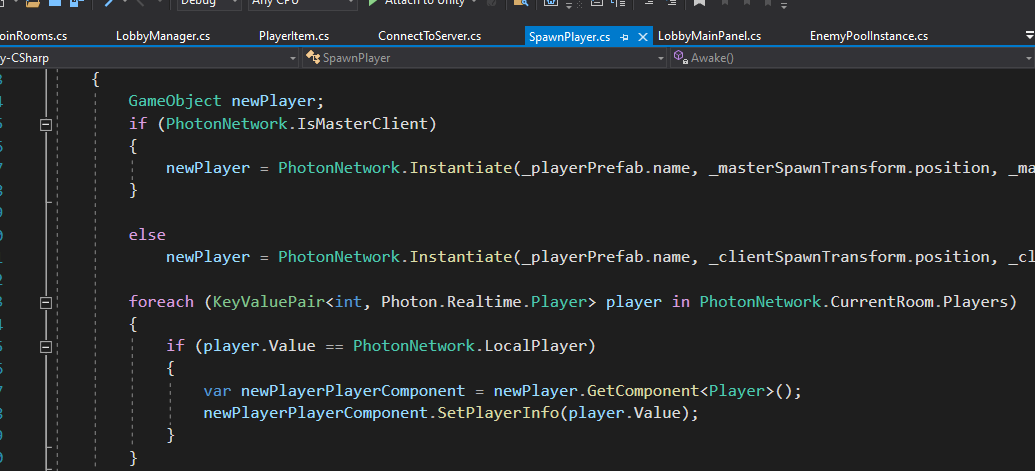 Debug Any CPU Attach to Unity
LobbyManager.cs PlayerItem.cs ConnectToServer.cs SpawnPlayer.cs LobbyMainPanel.cs EnemyPoolInstance.cs
y-CSharp SpawnPlayer Awake()
{
GameObject newPlayer;
if (PhotonNetwork.IsMasterClient)
{
newPlayer = PhotonNetwork.Instantiate(_playerPrefab.name, _masterSpawnTransform.position, _ma
}
else
newPlayer = PhotonNetwork.Instantiate(_playerPrefab.name, _clientSpawnTransform.position, _cl
foreach (KeyValuePair<int, Photon.Realtime.Player> player in PhotonNetwork.CurrentRoom.Players)
{
if (player.Value == PhotonNetwork.LocalPlayer)
{
var newPlayerPlayerComponent = newPlayer.GetComponent<Player>();
newPlayerPlayerComponent.SetPlayerInfo(player.Value);
}
}